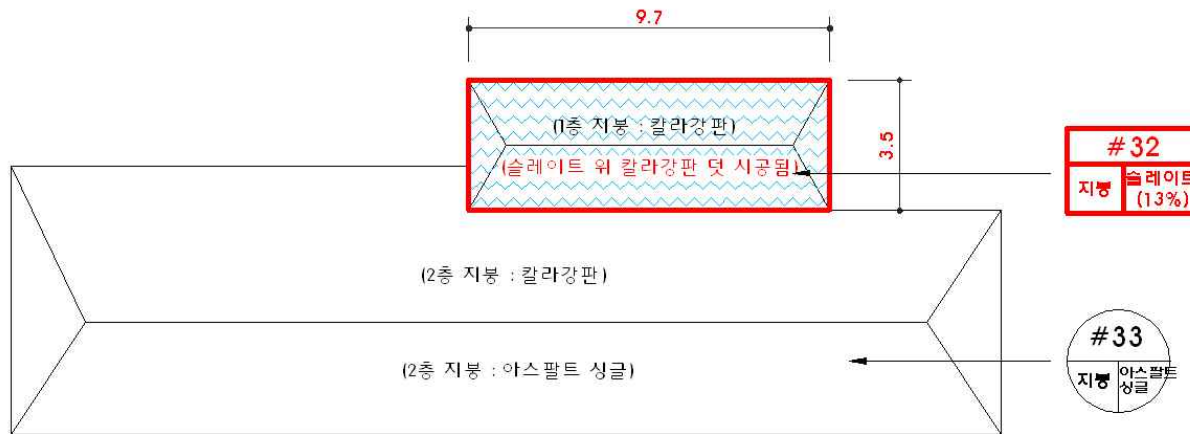 9.7
(1층 지붕 : 칼라강판)
(슬레이트 위 칼라강판 덧 시공됨)
3.5
#32
지붕
슬레이트
(13%)
(2층 지붕 : 칼라강판)
(2층 지붕 : 아스팔트 싱글)
#33
지붕
아스팔트
싱글